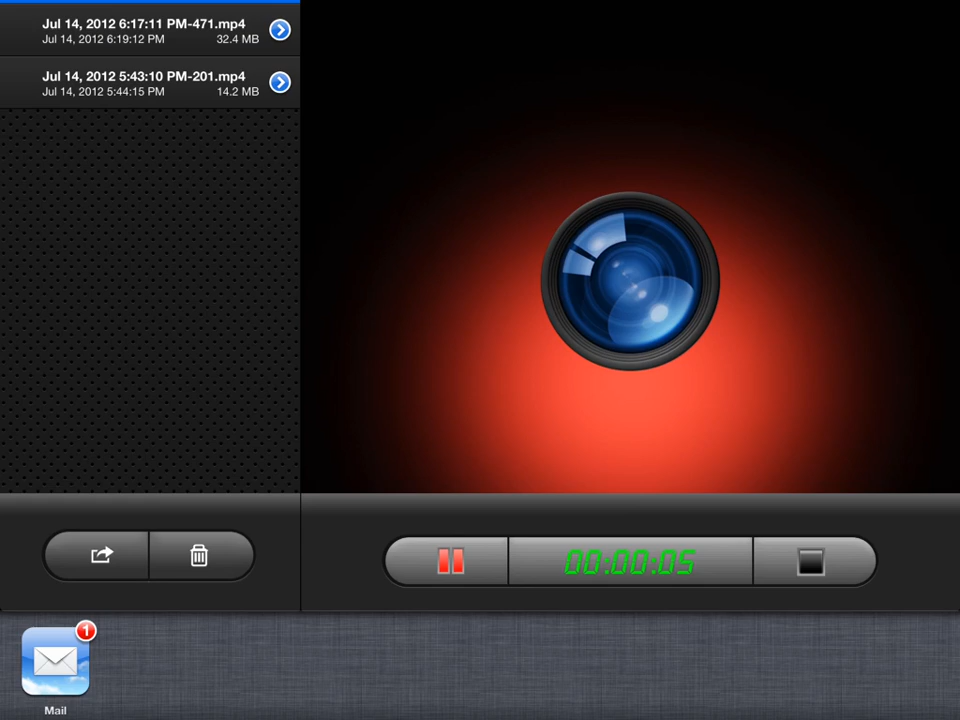 Jul 14, 2012 6:17:11 PM-471.mp4
Jul 14, 2012 6:19:12 PM 32.4 MB
Jul 14, 2012 5:43:10 PM-201.mp4
Jul 14, 2012 5:44:15 PM 14.2 MB
00:00:05
1
Mail